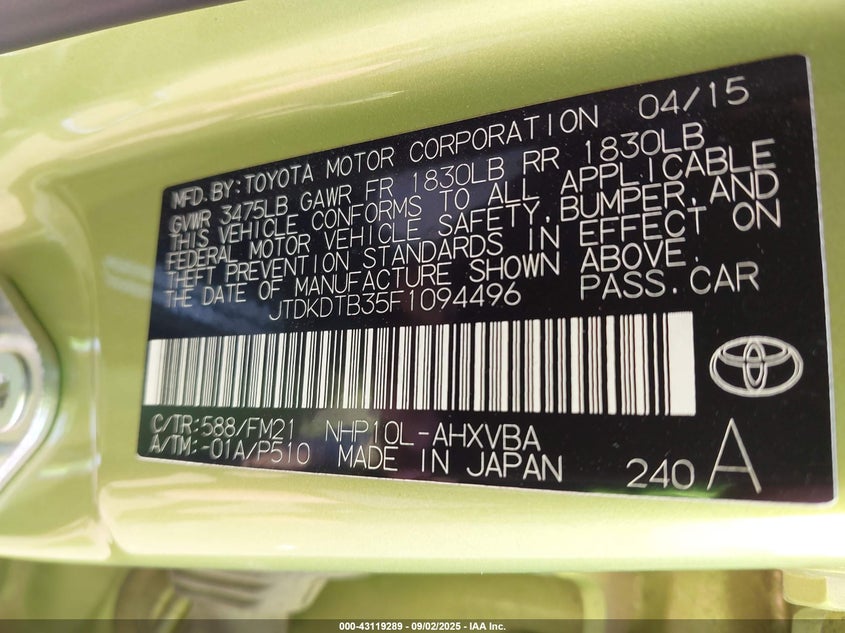 MFD.BY:TOYOTA MOTOR CORPORATION 04/15
GVWR 3475LB GAWR FR 1830LB RR 1830LB
THIS VEHICLE CONFORMS TO ALL APPLICABLE
FEDERAL MOTOR VEHICLE SAFETY,BUMPER,AND
THEFT PREVENTION STANDARDS IN EFFECT ON
THE DATE OF MANUFACTURE SHOWN ABOVE.
JTDKDTB35F1094496 PASS.CAR
C/TR:588/FM21 NHP10L-AHXVBA
A/TM:-01A/P510 MADE IN JAPAN 240 A
000-43119289 - 09/02/2025 - IAA Inc.